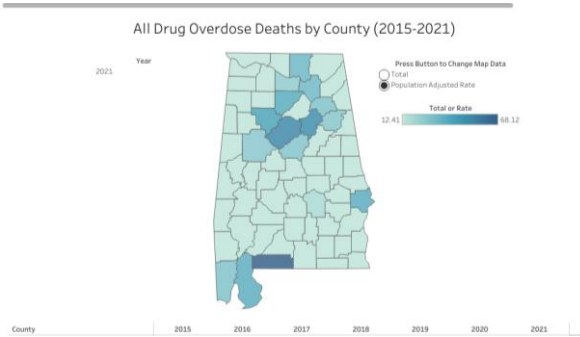 All Drug Overdose Deaths by County (2015-2021)
Year
2021
Press Button to Change Map Data
Total
Population Adjusted Rate
Total or Rate
12.41 68.12
County 2015 2016 2017 2018 2019 2020 2021